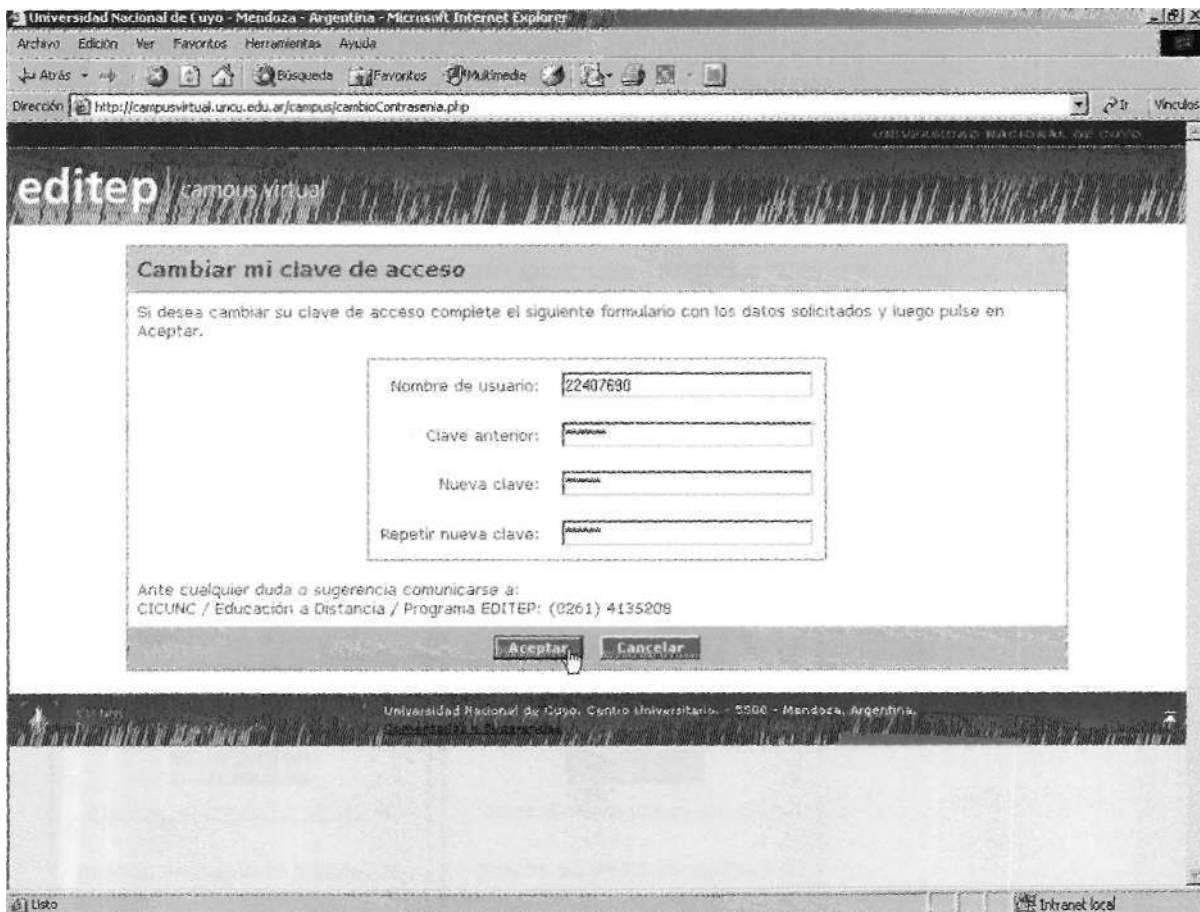 Universidad Nacional de Cuyo - Mendoza - Argentina - Microsoft Internet Explorer
Archivo Edición Ver Favoritos Herramientas Ayuda
Atrás Búsqueda Favoritos Multimedia
Dirección http://campusvirtual.uncu.edu.ar/campus/cambioContrasenia.php Ir Vínculos
UNIVERSIDAD NACIONAL DE CUYO
editep campus virtual
Cambiar mi clave de acceso
Si desea cambiar su clave de acceso complete el siguiente formulario con los datos solicitados y luego pulse en
Aceptar.
Nombre de usuario: 22407690
Clave anterior: *******
Nueva clave: ******
Repetir nueva clave: ******
Ante cualquier duda o sugerencia comunicarse a:
CICUNC / Educación a Distancia / Programa EDITEP: (0261) 4135208
Aceptar Cancelar
Universidad Nacional de Cuyo. Centro Universitario. - 5500 - Mendoza. Argentina.
Listo Intranet local